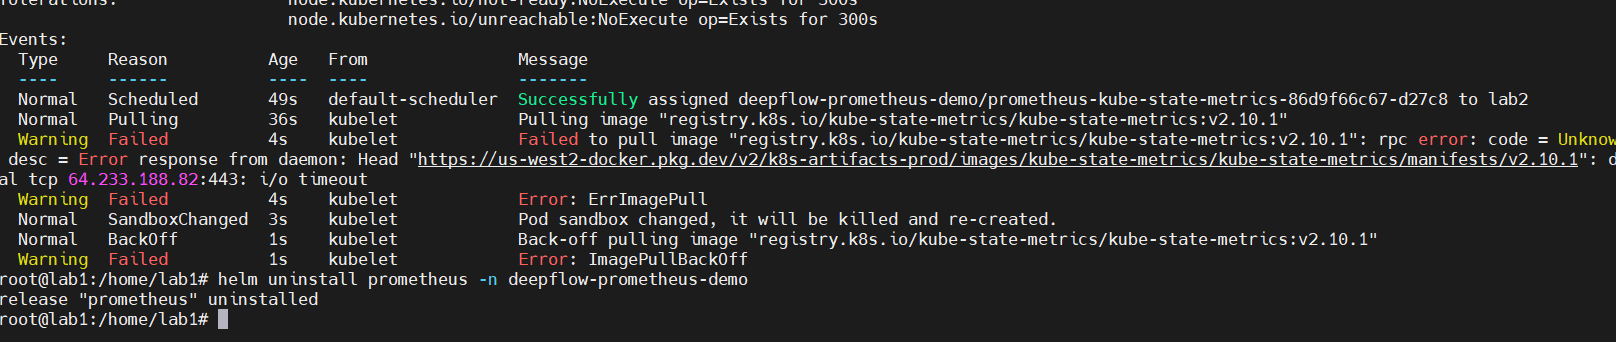 Tolerations:                 node.kubernetes.io/not-ready:NoExecute op=Exists for 300s
                             node.kubernetes.io/unreachable:NoExecute op=Exists for 300s
Events:
  Type     Reason          Age   From               Message
  ----     ------          ----  ----               -------
  Normal   Scheduled       49s   default-scheduler  Successfully assigned deepflow-prometheus-demo/prometheus-kube-state-metrics-86d9f66c67-d27c8 to lab2
  Normal   Pulling         36s   kubelet            Pulling image "registry.k8s.io/kube-state-metrics/kube-state-metrics:v2.10.1"
  Warning  Failed          4s    kubelet            Failed to pull image "registry.k8s.io/kube-state-metrics/kube-state-metrics:v2.10.1": rpc error: code = Unknow
 desc = Error response from daemon: Head "https://us-west2-docker.pkg.dev/v2/k8s-artifacts-prod/images/kube-state-metrics/kube-state-metrics/manifests/v2.10.1": d
al tcp 64.233.188.82:443: i/o timeout
  Warning  Failed          4s    kubelet            Error: ErrImagePull
  Normal   SandboxChanged  3s    kubelet            Pod sandbox changed, it will be killed and re-created.
  Normal   BackOff         1s    kubelet            Back-off pulling image "registry.k8s.io/kube-state-metrics/kube-state-metrics:v2.10.1"
  Warning  Failed          1s    kubelet            Error: ImagePullBackOff
root@lab1:/home/lab1# helm uninstall prometheus -n deepflow-prometheus-demo
release "prometheus" uninstalled
root@lab1:/home/lab1#